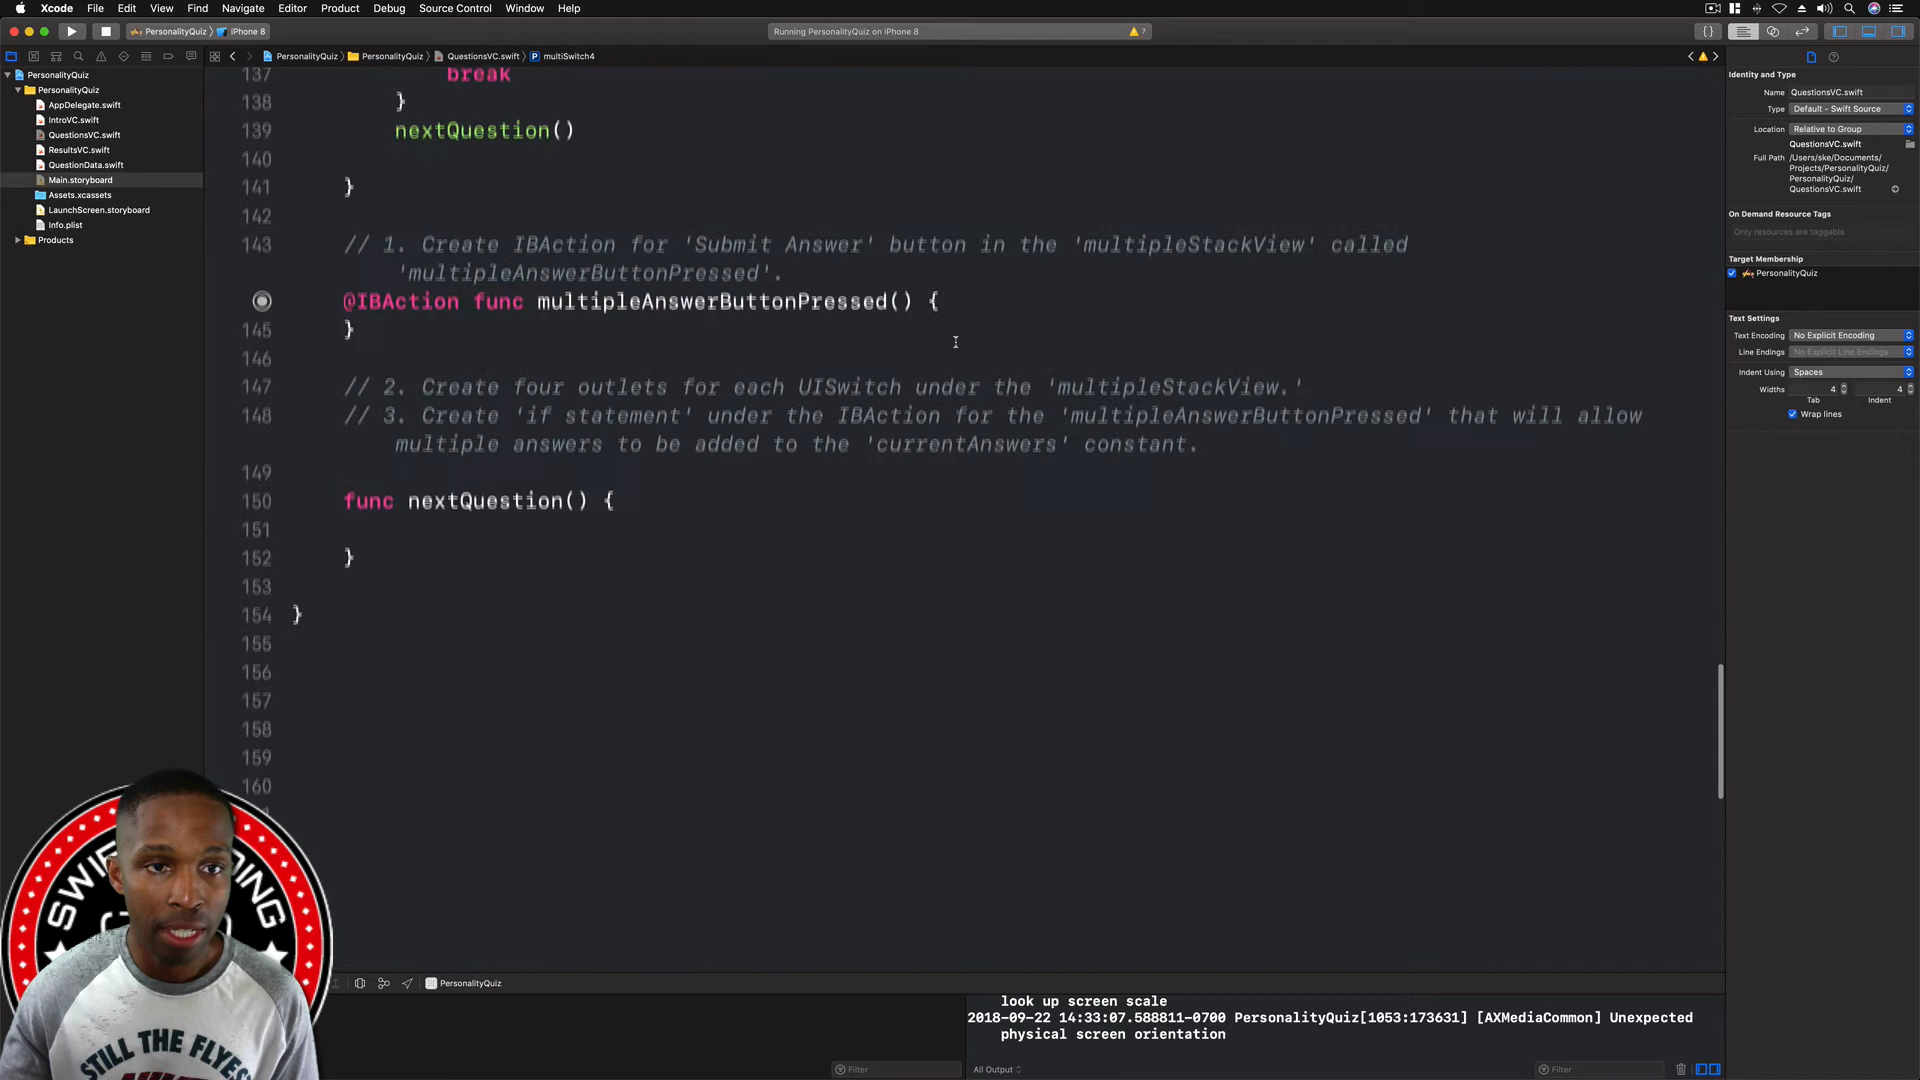 Xcode File Edit View Find Navigate Editor Product Debug Source Control Window Help
PersonalityQuiz iPhone 8
Running PersonalityQuiz on iPhone 8
7
PersonalityQuiz PersonalityQuiz QuestionsVC.swift multiSwitch4
PersonalityQuiz
PersonalityQuiz
AppDelegate.swift
IntroVC.swift
QuestionsVC.swift
ResultsVC.swift
QuestionData.swift
Main.storyboard
Assets.xcassets
LaunchScreen.storyboard
Info.plist
Products
137 break
138 }
139 nextQuestion()
140
141 }
142
143 // 1. Create IBAction for 'Submit Answer' button in the 'multipleStackView' called
'multipleAnswerButtonPressed'.
@IBAction func multipleAnswerButtonPressed() {
145 }
146
147 // 2. Create four outlets for each UISwitch under the 'multipleStackView.'
148 // 3. Create 'if statement' under the IBAction for the 'multipleAnswerButtonPressed' that will allow
multiple answers to be added to the 'currentAnswers' constant.
149
150 func nextQuestion() {
151
152 }
153
154 }
155
156
157
158
159
160
Identity and Type
Name QuestionsVC.swift
Type Default - Swift Source
Location Relative to Group
QuestionsVC.swift
Full Path /Users/ske/Documents/
Projects/PersonalityQuiz/
PersonalityQuiz/
QuestionsVC.swift
On Demand Resource Tags
Only resources are taggable
Target Membership
PersonalityQuiz
Text Settings
Text Encoding No Explicit Encoding
Line Endings No Explicit Line Endings
Indent Using Spaces
Widths 4 4
Tab Indent
Wrap lines
PersonalityQuiz
look up screen scale
2018-09-22 14:33:07.588811-0700 PersonalityQuiz[1053:173631] [AXMediaCommon] Unexpected
physical screen orientation
Filter
All Output
Filter
STILL THE FLYES